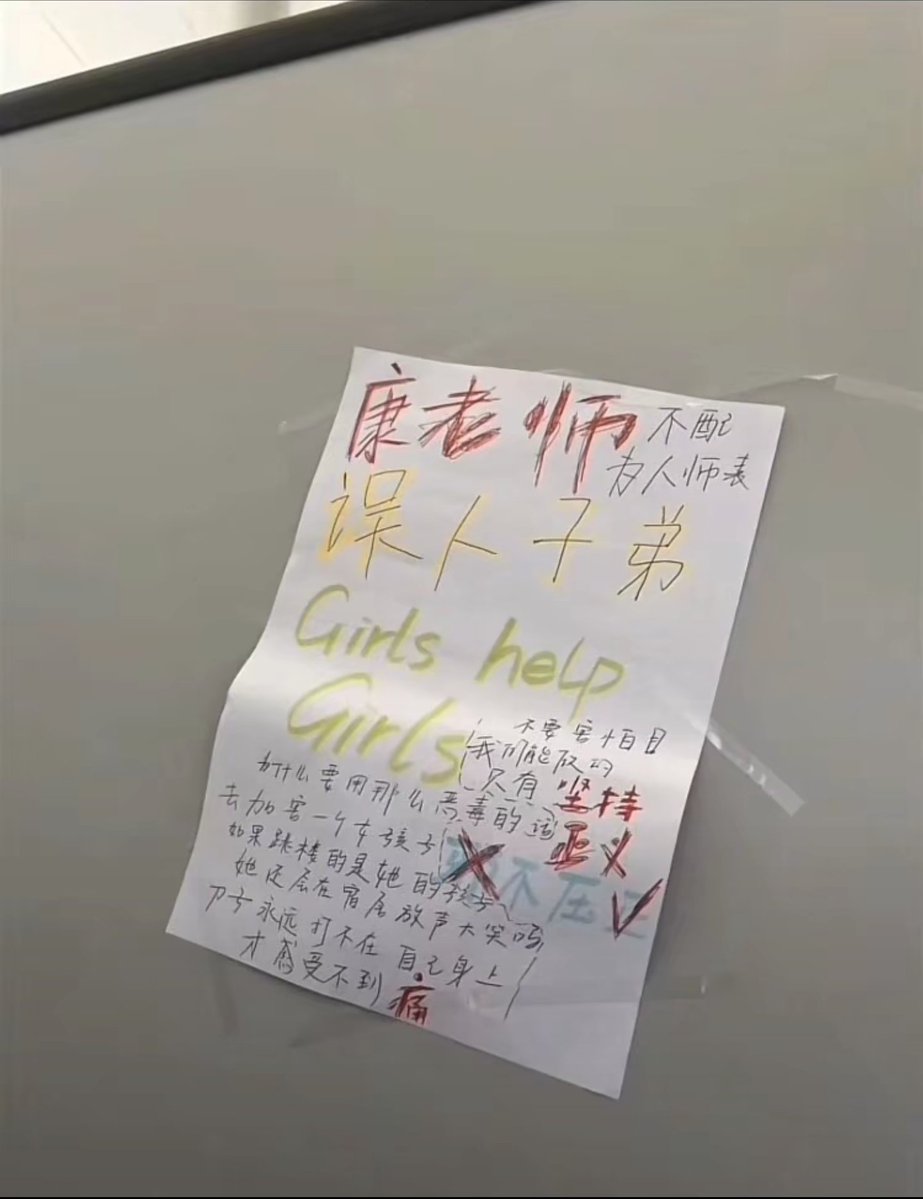 康老师 不配
为人师表
误人子弟
Girls help
Girls
不要害怕
我们能做的
只有 坚持
正义
为什么要用那么恶毒的话
去加害一个女孩子
如果跳楼的是她的孩子
她还会在宿居放声大笑吗
刀子永远打不在自己身上
才感受不到痛
不压正